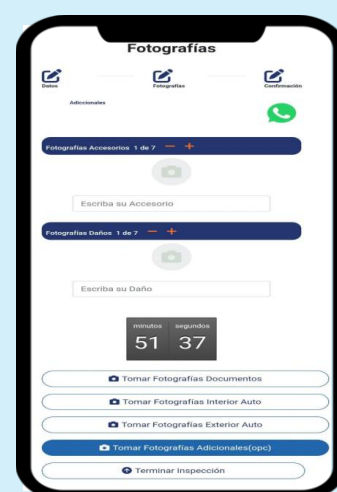 Fotografías
Datos Fotografías Confirmación
Adiccionales
Fotografías Accesorios 1 de 7 − +
Escriba su Accesorio
Fotografías Daños 1 de 7 − +
Escriba su Daño
minutos segundos
51 37
Tomar Fotografías Documentos
Tomar Fotografías Interior Auto
Tomar Fotografías Exterior Auto
Tomar Fotografías Adicionales(opc)
Terminar Inspección